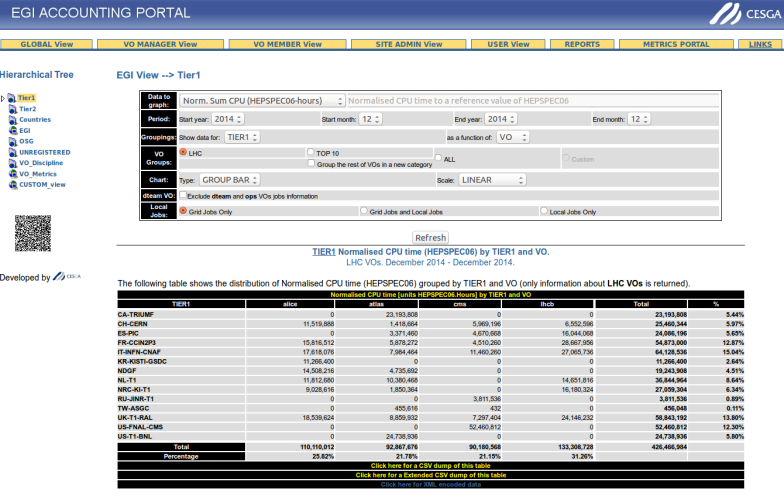 EGI ACCOUNTING PORTAL
CESGA
GLOBAL View VO MANAGER View VO MEMBER View SITE ADMIN View USER View REPORTS METRICS PORTAL LINKS
Hierarchical Tree
EGI View --> Tier1
Tier1
Tier2
Countries
EGI
OSG
UNREGISTERED
VO_Discipline
VO_Metrics
CUSTOM_view
Developed by CESGA
Data to graph: Norm. Sum CPU (HEPSPEC06-hours) Normalised CPU time to a reference value of HEPSPEC06
Period: Start year: 2014 Start month: 12 End year: 2014 End month: 12
Groupings: Show data for: TIER1 as a function of: VO
VO Groups: LHC TOP 10 Group the rest of VOs in a new category ALL Custom
Chart: Type: GROUP BAR Scale: LINEAR
dteam VO: Exclude dteam and ops VOs jobs information
Local Jobs: Grid Jobs Only Grid Jobs and Local Jobs Local Jobs Only
Refresh
TIER1 Normalised CPU time (HEPSPEC06) by TIER1 and VO.
LHC VOs. December 2014 - December 2014.
The following table shows the distribution of Normalised CPU time (HEPSPEC06) grouped by TIER1 and VO (only information about LHC VOs is returned).
Normalised CPU time [units HEPSPEC06.Hours] by TIER1 and VO
TIER1 alice atlas cms lhcb Total %
CA-TRIUMF 0 23,193,808 0 0 23,193,808 5.44%
CH-CERN 11,519,888 1,418,664 5,969,196 6,552,596 25,460,344 5.97%
ES-PIC 0 3,371,460 4,670,668 16,044,068 24,086,196 5.65%
FR-CCIN2P3 15,816,512 5,878,272 4,510,260 28,667,956 54,873,000 12.87%
IT-INFN-CNAF 17,618,076 7,984,464 11,460,260 27,065,736 64,128,536 15.04%
KR-KISTI-GSDC 11,266,400 0 0 0 11,266,400 2.64%
NDGF 14,508,216 4,735,692 0 0 19,243,908 4.51%
NL-T1 11,812,680 10,380,468 0 14,651,816 36,844,964 8.64%
NRC-KI-T1 9,028,616 1,850,364 0 16,180,324 27,059,304 6.34%
RU-JINR-T1 0 0 3,811,536 0 3,811,536 0.89%
TW-ASGC 0 455,616 432 0 456,048 0.11%
UK-T1-RAL 18,539,624 8,859,932 7,297,404 24,146,232 58,843,192 13.80%
US-FNAL-CMS 0 0 52,460,812 0 52,460,812 12.30%
US-T1-BNL 0 24,738,936 0 0 24,738,936 5.80%
Total 110,110,012 92,867,676 90,180,568 133,308,728 426,466,984
Percentage 25.82% 21.78% 21.15% 31.26%
Click here for a CSV dump of this table
Click here for a Extended CSV dump of this table
Click here for XML encoded data